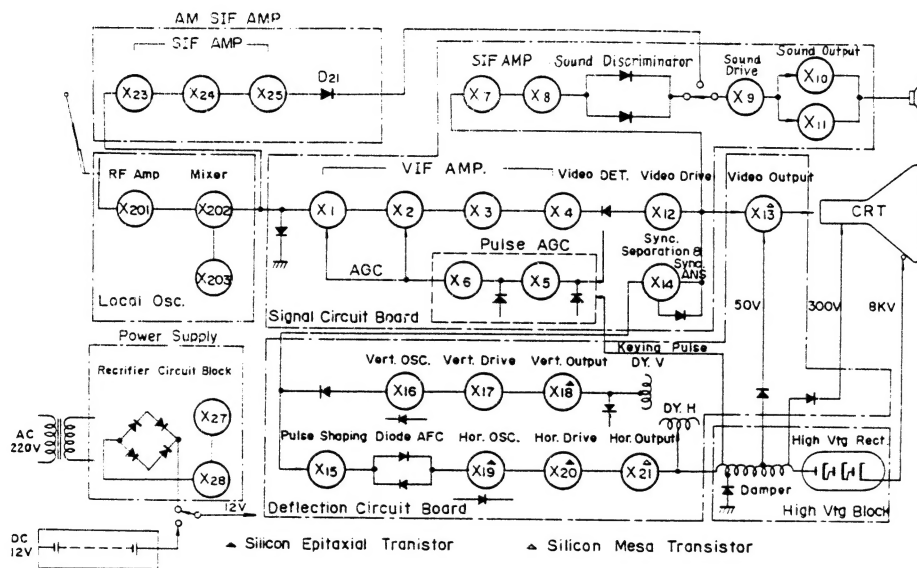 AM SIF AMP
SIF AMP
X23
X24
X25
D21
SIF AMP
Sound Discriminator
Sound Drive
Sound Output
X7
X8
X9
X10
X11
RF Amp
Mixer
X201
X202
X203
Local Osc.
VIF AMP.
Video DET.
Video Drive
Video Output
X1
X2
X3
X4
X12
X13
CRT
Pulse AGC
AGC
X6
X5
Sync.
Separation &
Sync.
ANS
X14
Signal Circuit Board
50V
300V
8KV
Power Supply
Rectifier Circuit Block
X27
X28
AC
220V
12V
DC
12V
Keying Pulse
Vert. OSC.
Vert. Drive
Vert. Output
DY. V
X16
X17
X18
DY. H
Pulse Shaping
Diode AFC
Hor. OSC.
Hor. Drive
Hor. Output
X15
X19
X20
X21
Deflection Circuit Board
High Vtg Rect.
Damper
High Vtg Block
▲ Silicon Epitaxial Tranistor
△ Silicon Mesa Transistor